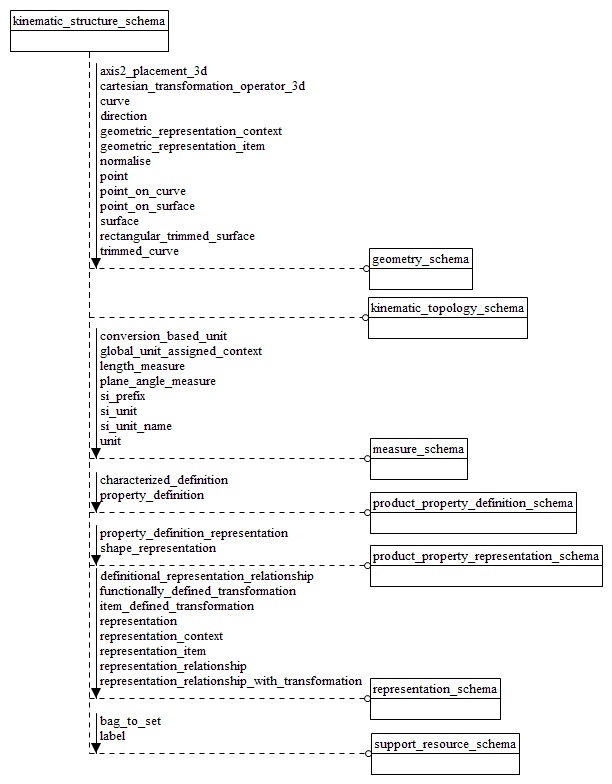 kinematic_structure_schema
axis2_placement_3d
cartesian_transformation_operator_3d
curve
direction
geometric_representation_context
geometric_representation_item
normalise
point
point_on_curve
point_on_surface
surface
rectangular_trimmed_surface
trimmed_curve
geometry_schema
kinematic_topology_schema
conversion_based_unit
global_unit_assigned_context
length_measure
plane_angle_measure
si_prefix
si_unit
si_unit_name
unit
measure_schema
characterized_definition
property_definition
product_property_definition_schema
property_definition_representation
shape_representation
product_property_representation_schema
definitional_representation_relationship
functionally_defined_transformation
item_defined_transformation
representation
representation_context
representation_item
representation_relationship
representation_relationship_with_transformation
representation_schema
bag_to_set
label
support_resource_schema